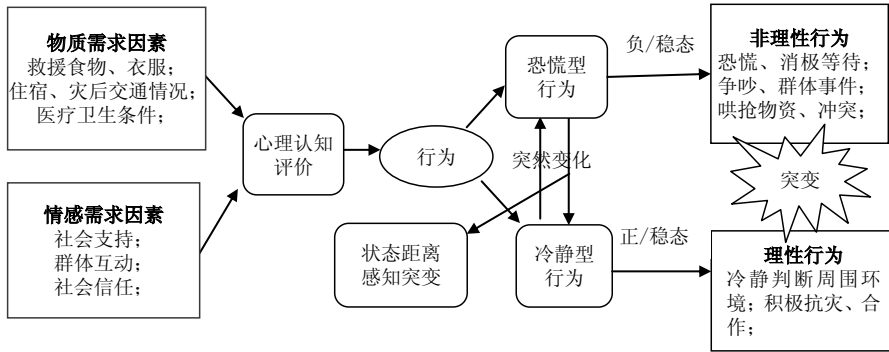 物质需求因素
救援食物、衣服；
住宿、灾后交通情况；
医疗卫生条件；
情感需求因素
社会支持；
群体互动；
社会信任；
心理认知
评价
行为
恐慌型
行为
突然变化
状态距离
感知突变
冷静型
行为
负/稳态
正/稳态
非理性行为
恐慌、消极等待；
争吵、群体事件；
哄抢物资、冲突；
突变
理性行为
冷静判断周围环
境；积极抗灾、合
作；